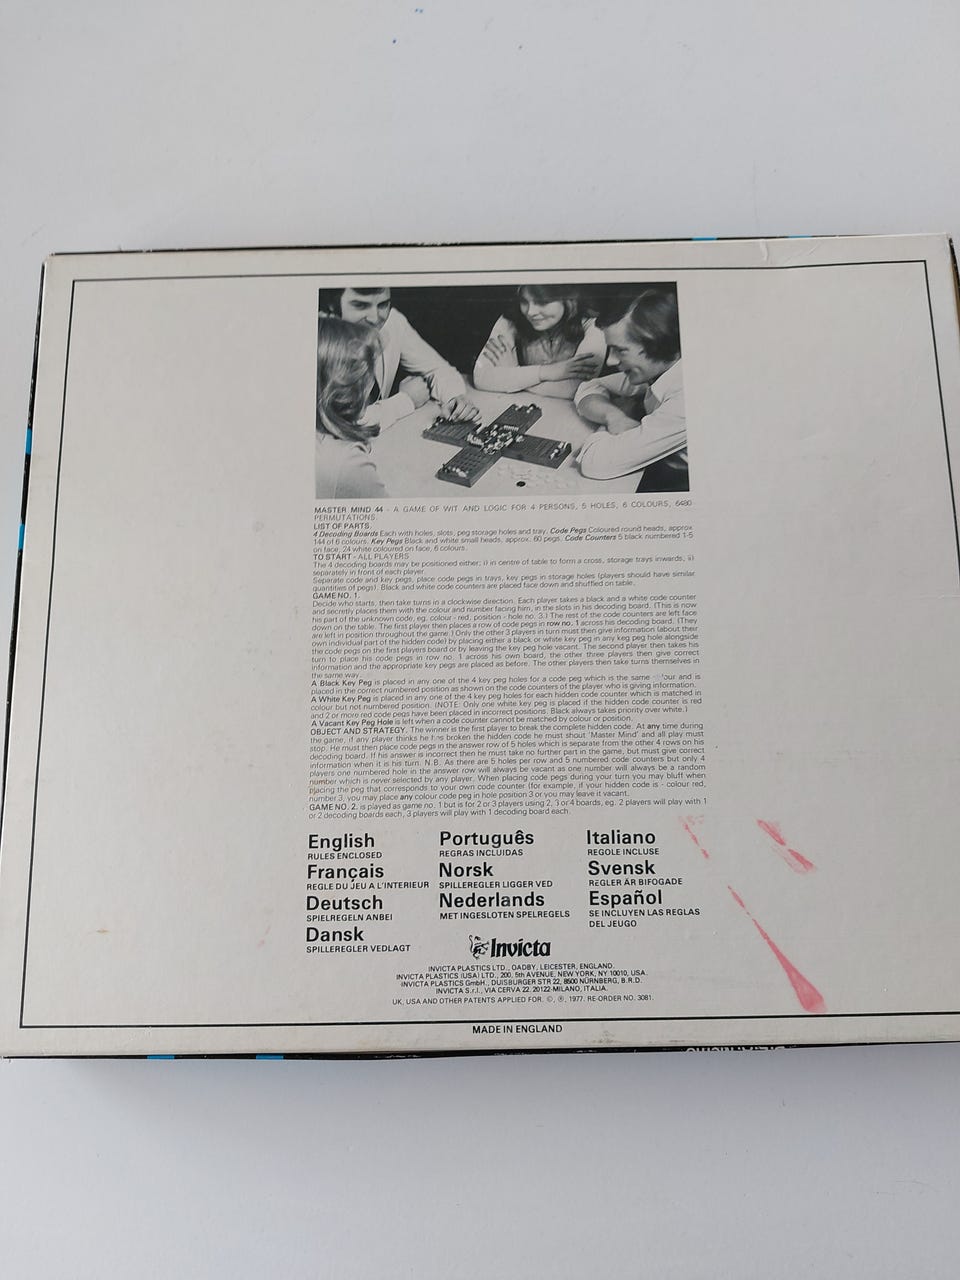 MASTER MIND 44 - A GAME OF WIT AND LOGIC FOR 4 PERSONS, 5 HOLES, 6 COLOURS, 6480
PERMUTATIONS.
LIST OF PARTS.
4 Decoding Boards Each with holes, slots, peg storage holes and tray. Code Pegs Coloured round heads, approx
144 of 6 colours. Key Pegs Black and white small heads, approx. 60 pegs. Code Counters 5 black numbered 1-5
on face, 24 white coloured on face, 6 colours.
TO START - ALL PLAYERS
The 4 decoding boards may be positioned either; i) in centre of table to form a cross, storage trays inwards; ii)
separately in front of each player.
Separate code and key pegs, place code pegs in trays, key pegs in storage holes (players should have similar
quantities of pegs). Black and white code counters are placed face down and shuffled on table.
GAME NO. 1.
Decide who starts, then take turns in a clockwise direction. Each player takes a black and a white code counter
and secretly places them with the colour and number facing him, in the slots in his decoding board. (This is now
his part of the unknown code, eg. colour - red, position - hole no. 3.) The rest of the code counters are left face
down on the table. The first player then places a row of code pegs in row no. 1 across his decoding board. (They
are left in position throughout the game.) Only the other 3 players in turn must then give information (about their
own individual part of the hidden code) by placing either a black or white key peg in any keg peg hole alongside
the code pegs on the first players board or by leaving the key peg hole vacant. The second player then takes his
turn to place his code pegs in row no. 1 across his own board, the other three players then give correct
information and the appropriate key pegs are placed as before. The other players then take turns themselves in
the same way.
A Black Key Peg is placed in any one of the 4 key peg holes for a code peg which is the same our and is
placed in the correct numbered position as shown on the code counters of the player who is giving information.
A White Key Peg is placed in any one of the 4 key peg holes for each hidden code counter which is matched in
colour but not numbered position. (NOTE: Only one white key peg is placed if the hidden code counter is red
and 2 or more red code pegs have been placed in incorrect positions. Black always takes priority over white.)
A Vacant Key Peg Hole is left when a code counter cannot be matched by colour or position.
OBJECT AND STRATEGY. The winner is the first player to break the complete hidden code. At any time during
the game, if any player thinks he has broken the hidden code he must shout 'Master Mind' and all play must
stop. He must then place code pegs in the answer row of 5 holes which is separate from the other 4 rows on his
decoding board. If his answer is incorrect then he must take no further part in the game, but must give correct
information when it is his turn. N.B. As there are 5 holes per row and 5 numbered code counters but only 4
players one numbered hole in the answer row will always be vacant as one number will always be a random
number which is never selected by any player. When placing code pegs during your turn you may bluff when
placing the peg that corresponds to your own code counter (for example, if your hidden code is - colour red,
number 3, you may place any colour code peg in hole position 3 or you may leave it vacant.
GAME NO. 2. is played as game no. 1 but is for 2 or 3 players using 2, 3 or 4 boards, eg. 2 players will play with 1
or 2 decoding boards each, 3 players will play with 1 decoding board each.
English
RULES ENCLOSED
Français
REGLE DU JEU A L'INTERIEUR
Deutsch
SPIELREGELN ANBEI
Dansk
SPILLEREGLER VEDLAGT
Português
REGRAS INCLUIDAS
Norsk
SPILLEREGLER LIGGER VED
Nederlands
MET INGESLOTEN SPELREGELS
Italiano
REGOLE INCLUSE
Svensk
REGLER ÄR BIFOGADE
Español
SE INCLUYEN LAS REGLAS
DEL JEUGO
Invicta
INVICTA PLASTICS LTD., OADBY, LEICESTER, ENGLAND.
INVICTA PLASTICS (USA) LTD., 200, 5th AVENUE, NEW YORK, NY 10010, USA.
INVICTA PLASTICS GmbH., DUISBURGER STR 22, 8500 NÜRNBERG, B.R.D.
INVICTA S.r.l., VIA CERVA 22. 20122-MILANO, ITALIA.
UK, USA AND OTHER PATENTS APPLIED FOR. ©, ®, 1977. RE-ORDER NO. 3081.
MADE IN ENGLAND